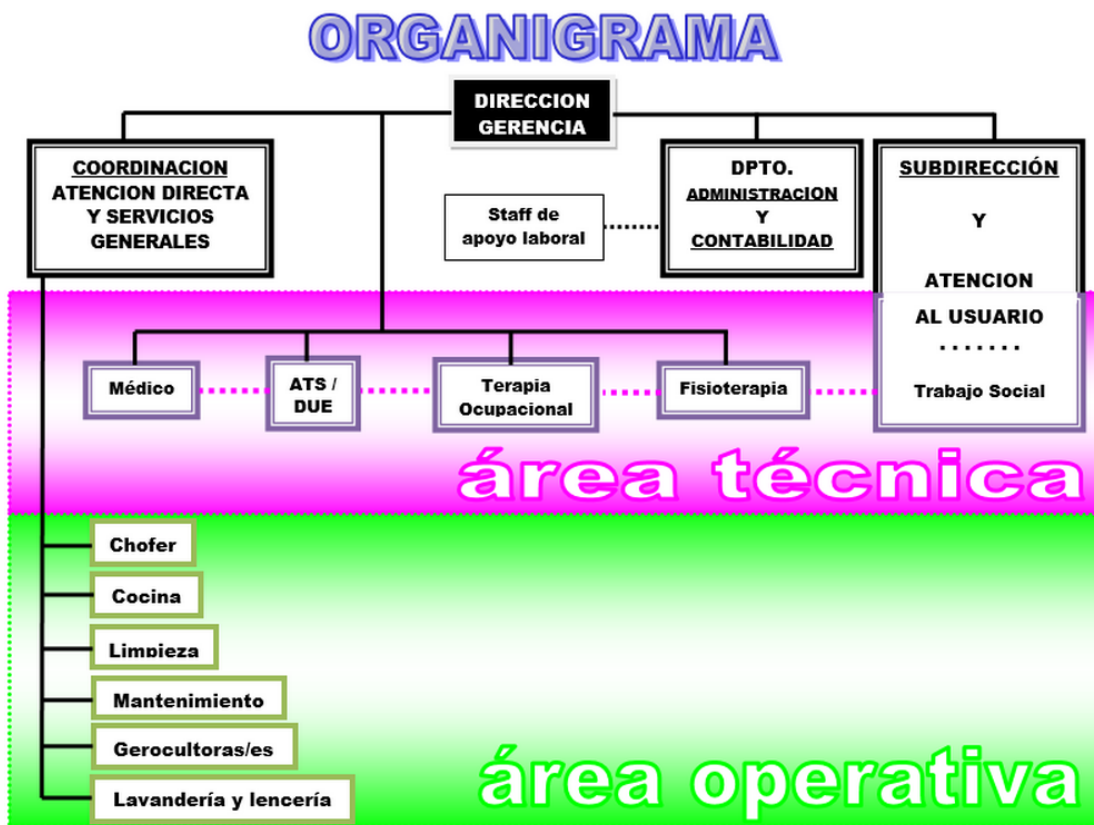 ORGANIGRAMA
DIRECCION
GERENCIA
COORDINACION
ATENCION DIRECTA
Y SERVICIOS
GENERALES
Staff de
apoyo laboral
DPTO.
ADMINISTRACION
Y
CONTABILIDAD
SUBDIRECCIÓN
Y
ATENCION
AL USUARIO
. . . . . . .
Trabajo Social
Médico
ATS /
DUE
Terapia
Ocupacional
Fisioterapia
área técnica
Chofer
Cocina
Limpieza
Mantenimiento
Gerocultoras/es
Lavandería y lencería
área operativa